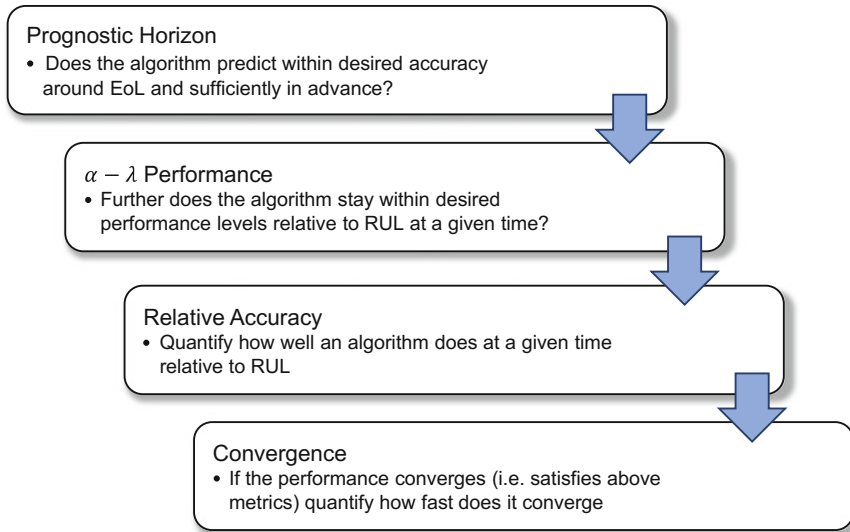 Prognostic Horizon
• Does the algorithm predict within desired accuracy
around EoL and sufficiently in advance?
α − λ Performance
• Further does the algorithm stay within desired
performance levels relative to RUL at a given time?
Relative Accuracy
• Quantify how well an algorithm does at a given time
relative to RUL
Convergence
• If the performance converges (i.e. satisfies above
metrics) quantify how fast does it converge